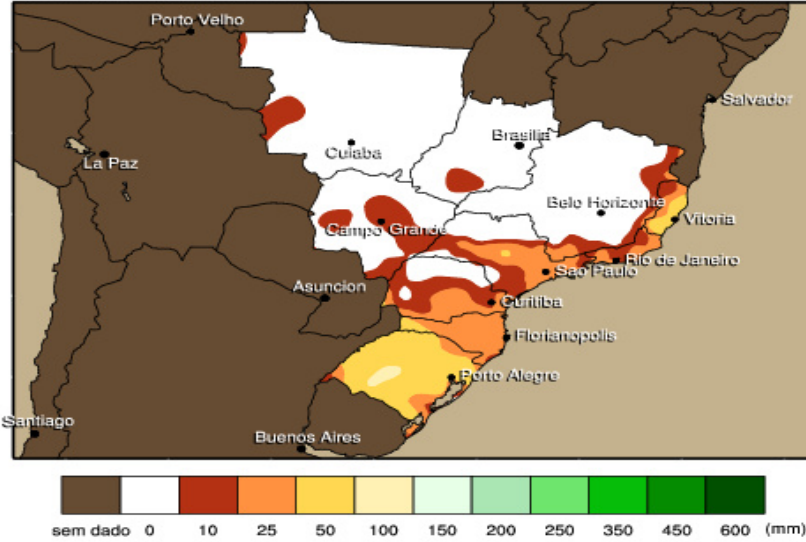 Porto Velho
Salvador
Brasilia
Cuiaba
La Paz
Belo Horizonte
Vitoria
Campo Grande
Rio de Janeiro
Sao Paulo
Asuncion
Curitiba
Florianopolis
Porto Alegre
Santiago
Buenos Aires
sem dado 0 10 25 50 100 150 200 250 350 450 600 (mm)